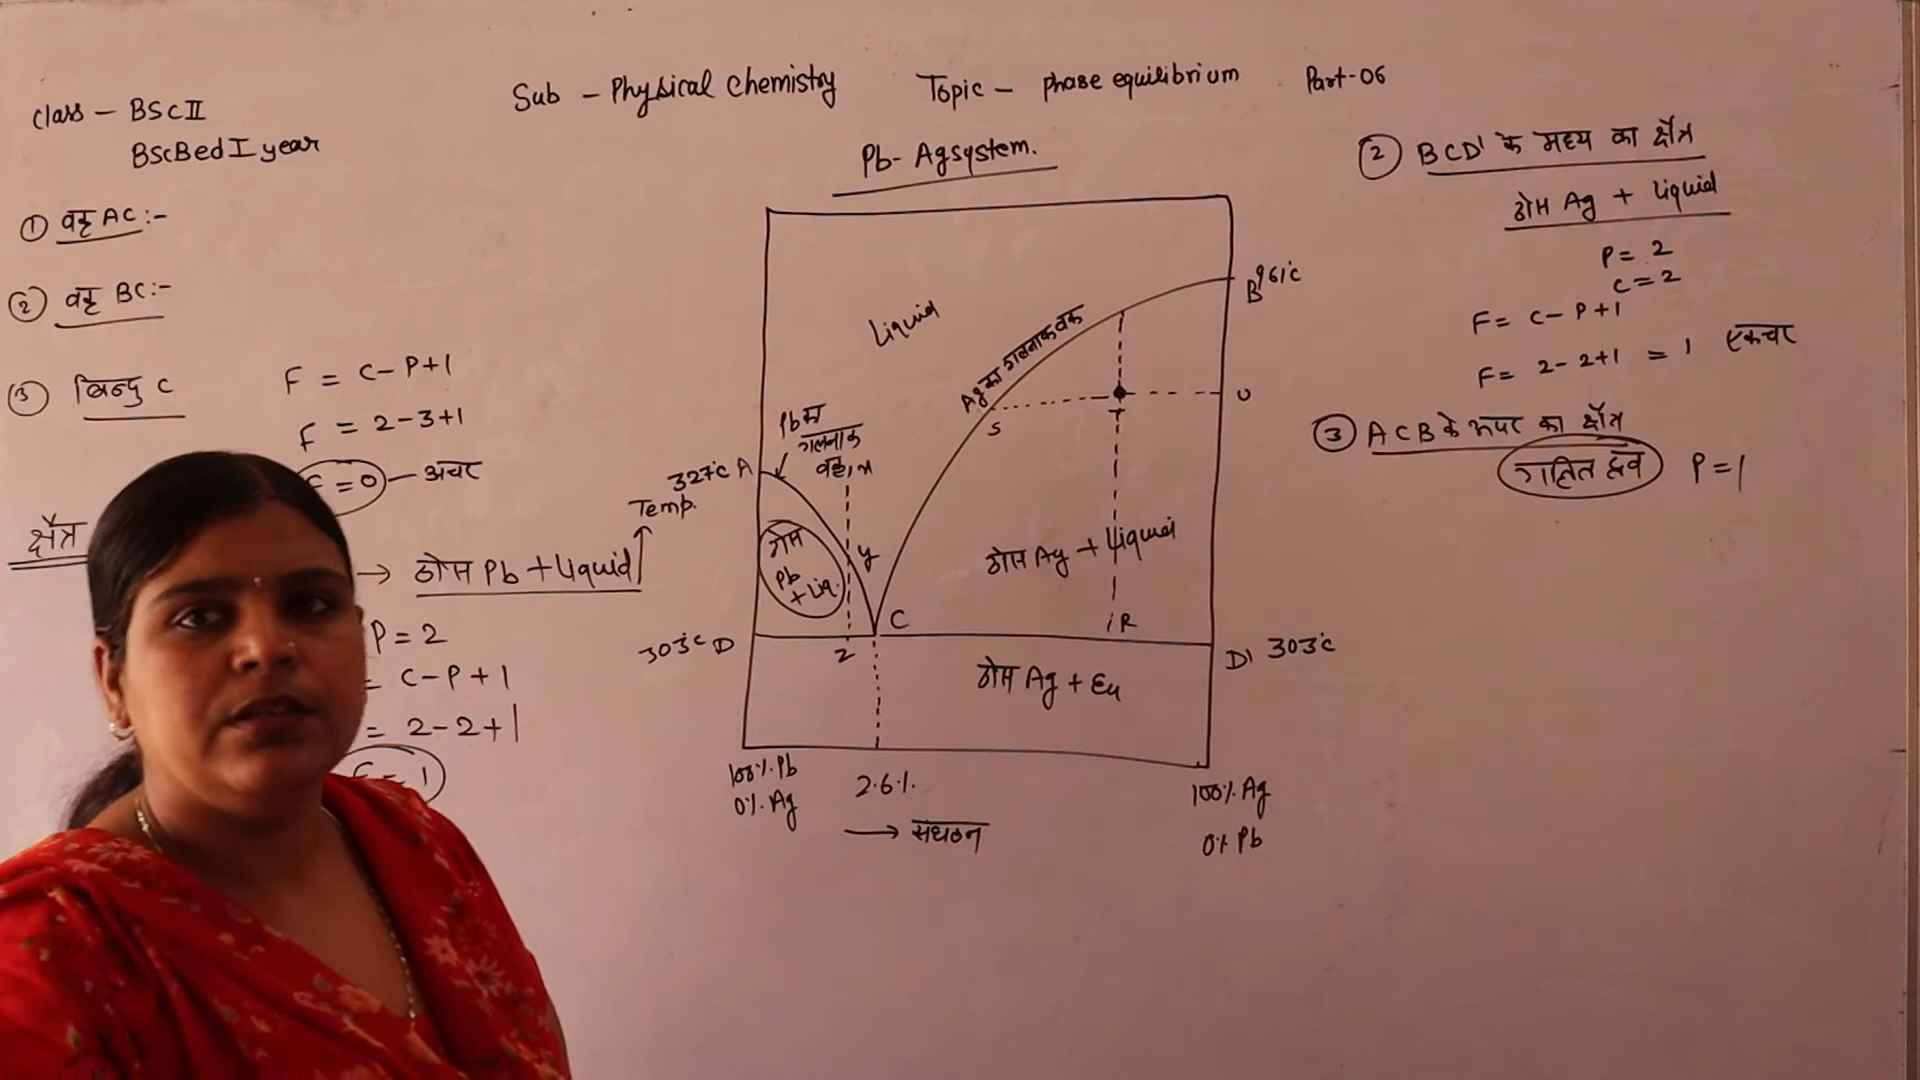 Class - BSc II
BScBed I year
Sub - Physical Chemistry Topic - phase equilibrium Part-06
Pb-Ag system.
① वक्र AC:-
② वक्र BC:-
③ बिन्दु C
F = C-P+1
F = 2-3+1
=0 - अचर
क्षेत्र
→ ठोस Pb + Liquid
P=2
= C-P+1
= 2-2+1
= 1
Liquid
Ag का गलनांक वक्र
B 961°C
Pb का
गलनांक
वक्र
x
327°C A
Temp.
ठोस
Pb
+Liq.
y
S
T
U
ठोस Ag + Liquid
C
R
303°C D
Z
D' 303°C
ठोस Ag + Eu
100% Pb
0% Ag
2.6%
→ संघठन
100% Ag
0% Pb
② BCD' के मध्य का क्षेत्र
ठोस Ag + Liquid
P= 2
C=2
F= C-P+1
F= 2-2+1 = 1 एकचर
③ ACB के ऊपर का क्षेत्र
गलित द्रव P=1